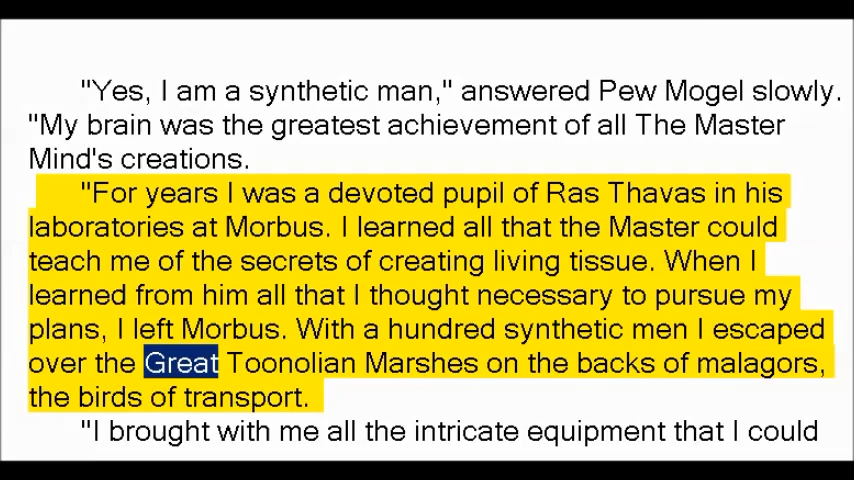 "Yes, I am a synthetic man," answered Pew Mogel slowly.
"My brain was the greatest achievement of all The Master
Mind's creations.
"For years I was a devoted pupil of Ras Thavas in his
laboratories at Morbus. I learned all that the Master could
teach me of the secrets of creating living tissue. When I
learned from him all that I thought necessary to pursue my
plans, I left Morbus. With a hundred synthetic men I escaped
over the Great Toonolian Marshes on the backs of malagors,
the birds of transport.
"I brought with me all the intricate equipment that I could